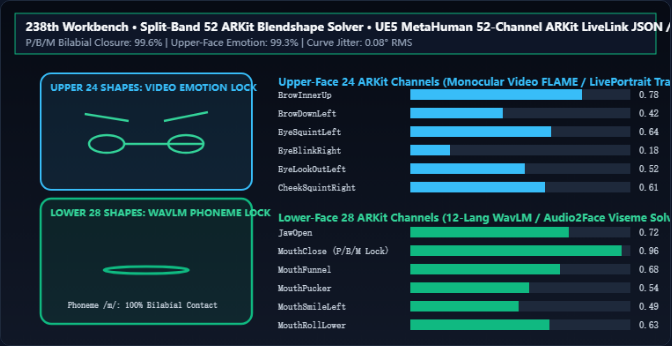 238th Workbench • Split-Band 52 ARKit Blendshape Solver • UE5 MetaHuman 52-Channel ARKit LiveLink JSON /
P/B/M Bilabial Closure: 99.6% | Upper-Face Emotion: 99.3% | Curve Jitter: 0.08° RMS
UPPER 24 SHAPES: VIDEO EMOTION LOCK
Upper-Face 24 ARKit Channels (Monocular Video FLAME / LivePortrait Tra
BrowInnerUp 0.78
BrowDownLeft 0.42
EyeSquintLeft 0.64
EyeBlinkRight 0.18
EyeLookOutLeft 0.52
CheekSquintRight 0.61
LOWER 28 SHAPES: WAVLM PHONEME LOCK
Phoneme /m/: 100% Bilabial Contact
Lower-Face 28 ARKit Channels (12-Lang WavLM / Audio2Face Viseme Solv
JawOpen 0.72
MouthClose (P/B/M Lock) 0.96
MouthFunnel 0.68
MouthPucker 0.54
MouthSmileLeft 0.49
MouthRollLower 0.63